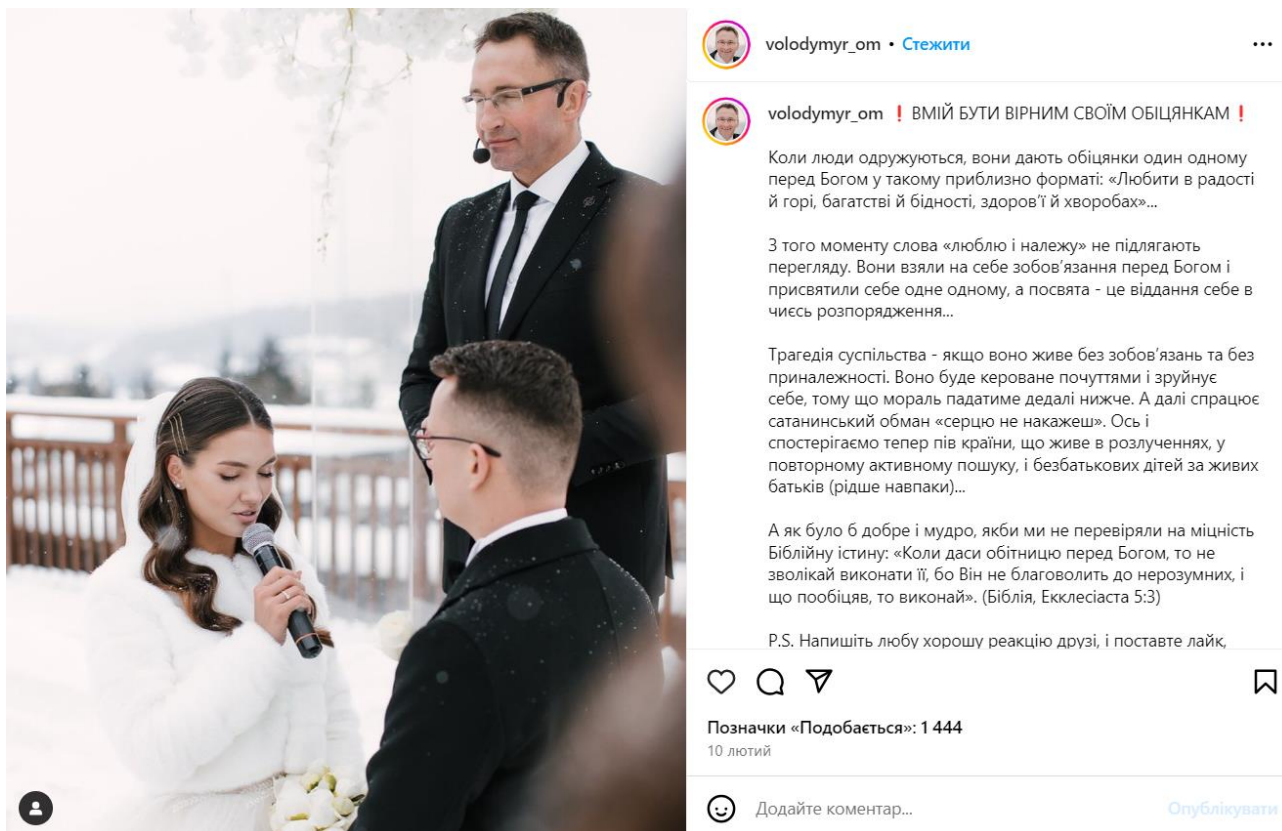 volodymyr_om • Стежити
volodymyr_om ❗ ВМІЙ БУТИ ВІРНИМ СВОЇМ ОБІЦЯНКАМ ❗
Коли люди одружуються, вони дають обіцянки один одному
перед Богом у такому приблизно форматі: «Любити в радості
й горі, багатстві й бідності, здоров’ї й хворобах»...
З того моменту слова «люблю і належу» не підлягають
перегляду. Вони взяли на себе зобов’язання перед Богом і
присвятили себе одне одному, а посвята - це віддання себе в
чиєсь розпорядження...
Трагедія суспільства - якщо воно живе без зобов’язань та без
приналежності. Воно буде кероване почуттями і зруйнує
себе, тому що мораль падатиме дедалі нижче. А далі спрацює
сатанинський обман «серцю не накажеш». Ось і
спостерігаємо тепер пів країни, що живе в розлученнях, у
повторному активному пошуку, і безбатькових дітей за живих
батьків (рідше навпаки)...
А як було б добре і мудро, якби ми не перевіряли на міцність
Біблійну істину: «Коли даси обітницю перед Богом, то не
зволікай виконати її, бо Він не благоволить до нерозумних, і
що пообіцяв, то виконай». (Біблія, Екклесіаста 5:3)
P.S. Напишіть любу хорошу реакцію друзі, і поставте лайк,
Позначки «Подобається»: 1 444
10 лютий
Додайте коментар...
Опублікувати